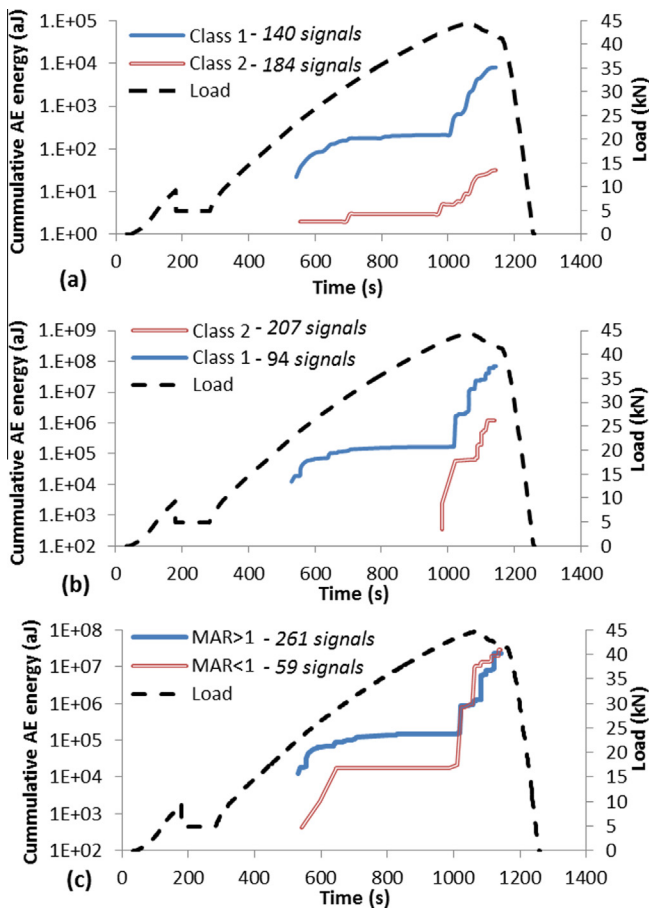 Cummulative AE energy (aJ)
1.E+05
1.E+04
1.E+03
1.E+02
1.E+01
1.E+00
Class 1 - 140 signals
Class 2 - 184 signals
Load
45
40
35
30
25
20
15
10
5
0
Load (kN)
0 200 400 600 800 1000 1200 1400
(a) Time (s)
Cummulative AE energy (aJ)
1.E+09
1.E+08
1.E+07
1.E+06
1.E+05
1.E+04
1.E+03
1.E+02
Class 2 - 207 signals
Class 1 - 94 signals
Load
45
40
35
30
25
20
15
10
5
0
Load (kN)
0 200 400 600 800 1000 1200 1400
(b) Time (s)
Cummulative AE energy (aJ)
1E+08
1E+07
1E+06
1E+05
1E+04
1E+03
1E+02
MAR>1 - 261 signals
MAR<1 - 59 signals
Load
45
40
35
30
25
20
15
10
5
0
Load (kN)
0 200 400 600 800 1000 1200 1400
(c) Time (s)